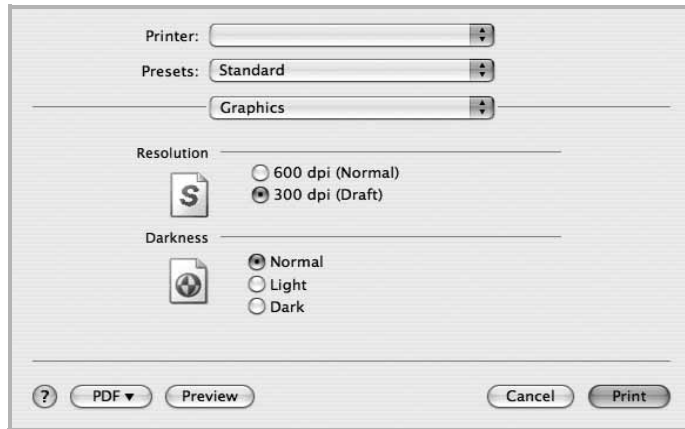 Printer:
Presets: Standard
Graphics
Resolution
600 dpi (Normal)
300 dpi (Draft)
S
Darkness
Normal
Light
Dark
? PDF▼ Preview Cancel Print